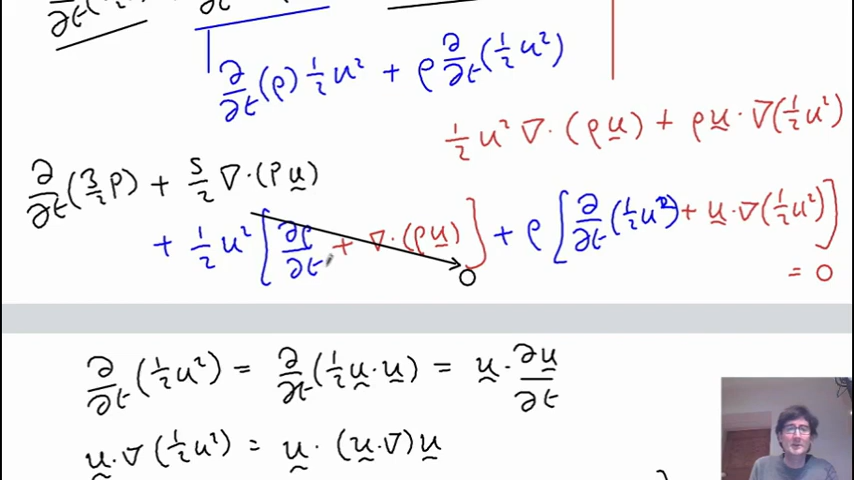 ∂/∂t(½
∂/∂t(ρ)½u² + ρ∂/∂t(½u²)
½u²∇·(ρu̲) + ρu̲·∇(½u²)
∂/∂t(3/2 p) + 5/2 ∇·(pu̲)
+ ½u²[∂ρ/∂t + ∇·(ρu̲)] + ρ[∂/∂t(½u²) + u̲·∇(½u²)]
0
= 0
∂/∂t(½u²) = ∂/∂t(½u̲·u̲) = u̲·∂u̲/∂t
u̲·∇(½u²) = u̲·(u̲·∇)u̲